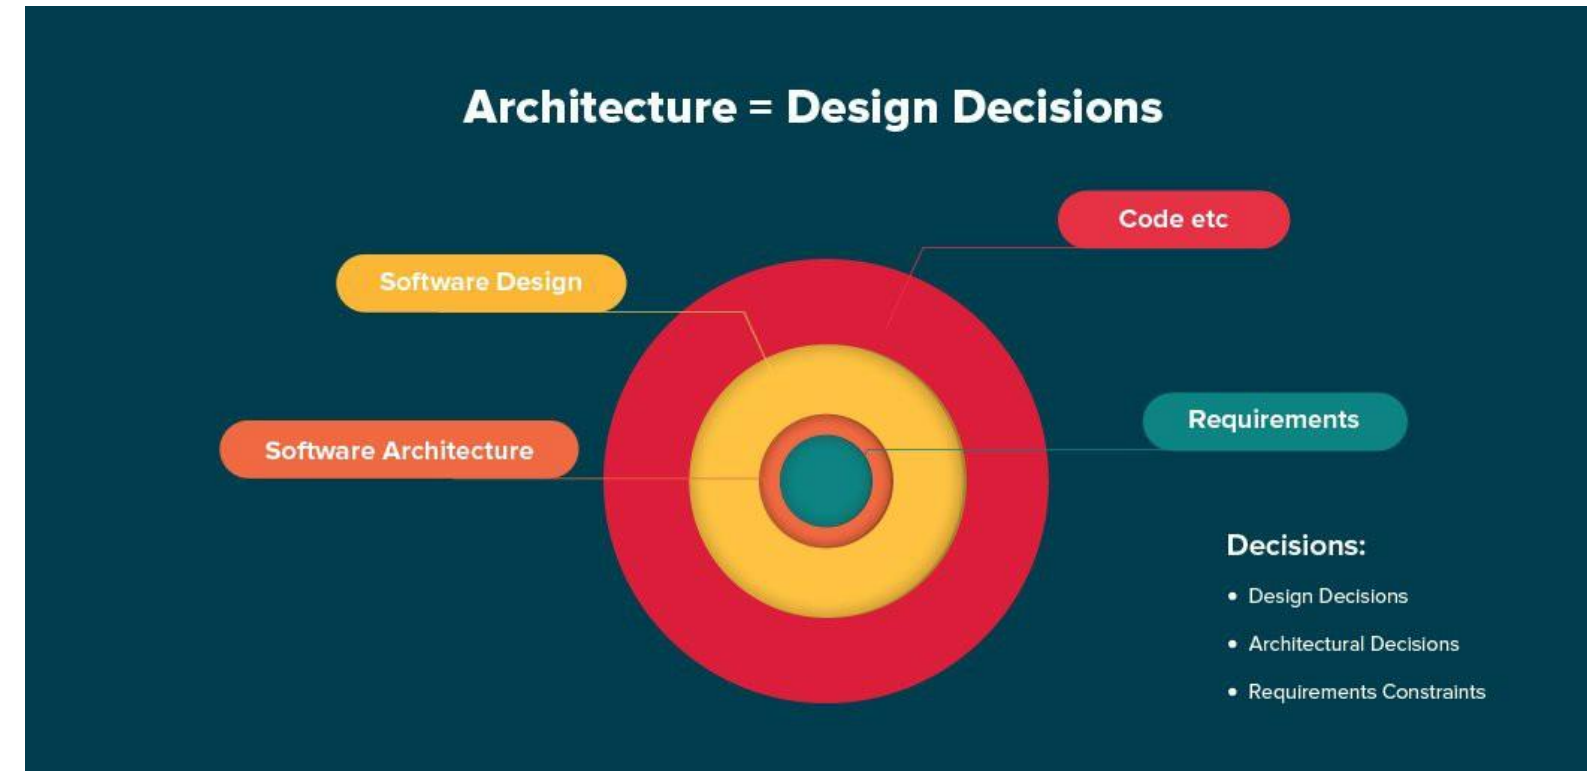 Architecture = Design Decisions
Code etc
Software Design
Requirements
Software Architecture
Decisions:
• Design Decisions
• Architectural Decisions
• Requirements Constraints